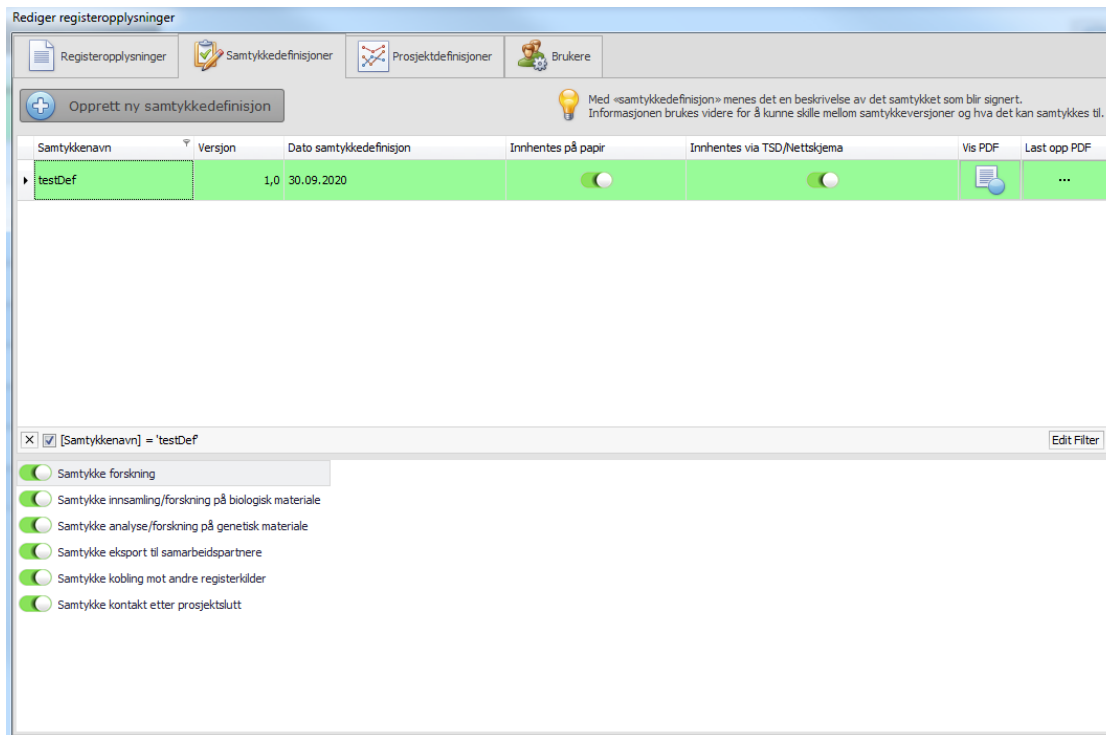 Rediger registeropplysninger
Registeropplysninger Samtykkedefinisjoner Prosjektdefinisjoner Brukere
Opprett ny samtykkedefinisjon
Med «samtykkedefinisjon» menes det en beskrivelse av det samtykket som blir signert.
Informasjonen brukes videre for å kunne skille mellom samtykkeversjoner og hva det kan samtykkes til.
Samtykkenavn Versjon Dato samtykkedefinisjon Innhentes på papir Innhentes via TSD/Nettskjema Vis PDF Last opp PDF
testDef 1,0 30.09.2020 ...
[Samtykkenavn] = 'testDef' Edit Filter
Samtykke forskning
Samtykke innsamling/forskning på biologisk materiale
Samtykke analyse/forskning på genetisk materiale
Samtykke eksport til samarbeidspartnere
Samtykke kobling mot andre registerkilder
Samtykke kontakt etter prosjektslutt